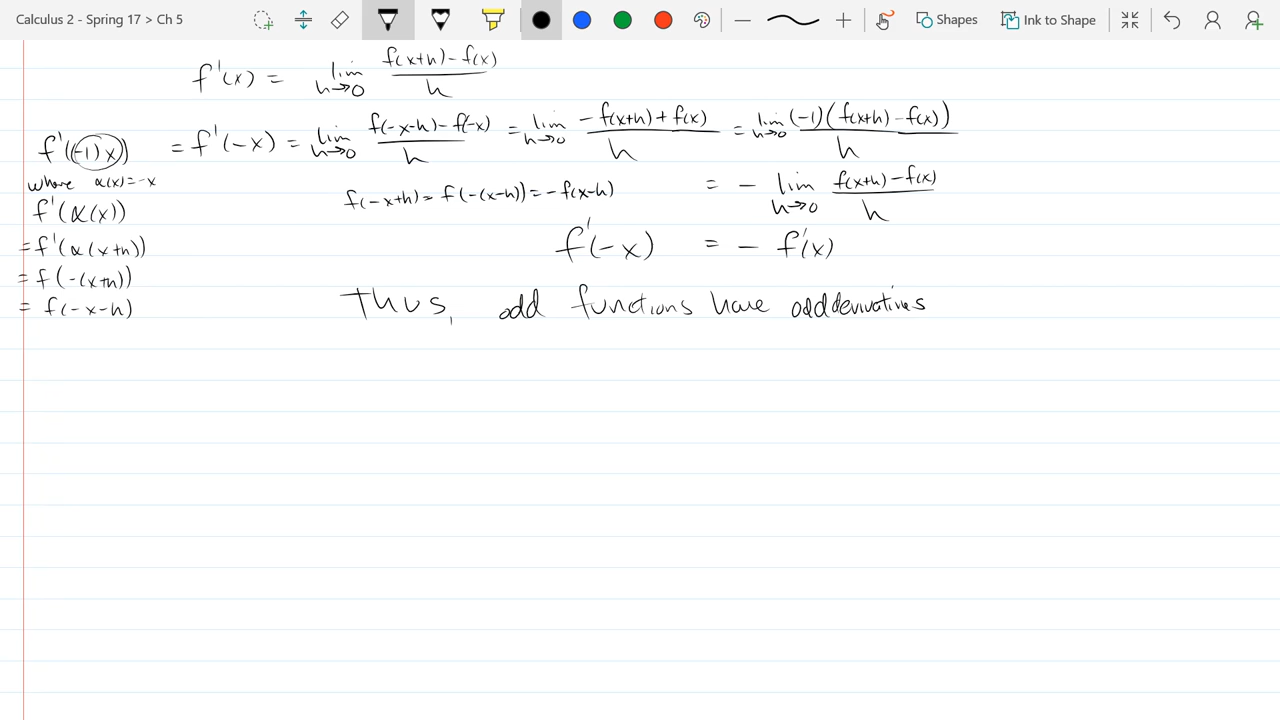 Calculus 2 - Spring 17 > Ch 5
Shapes
Ink to Shape
f'(x) = lim h→0 f(x+h) - f(x) / h
f'((-1)x) = f'(-x) = lim h→0 f(-x-h) - f(-x) / h = lim h→0 -f(x+h) + f(x) / h = lim h→0 (-1)(f(x+h) - f(x)) / h
where α(x) = -x
f(-x+h) = f(-(x-h)) = -f(x-h)
= - lim h→0 f(x+h) - f(x) / h
f'(α(x))
= f'(α(x+h))
f'(-x) = - f'(x)
= f(-(x+h))
= f(-x-h)
Thus, odd functions have odd derivatives